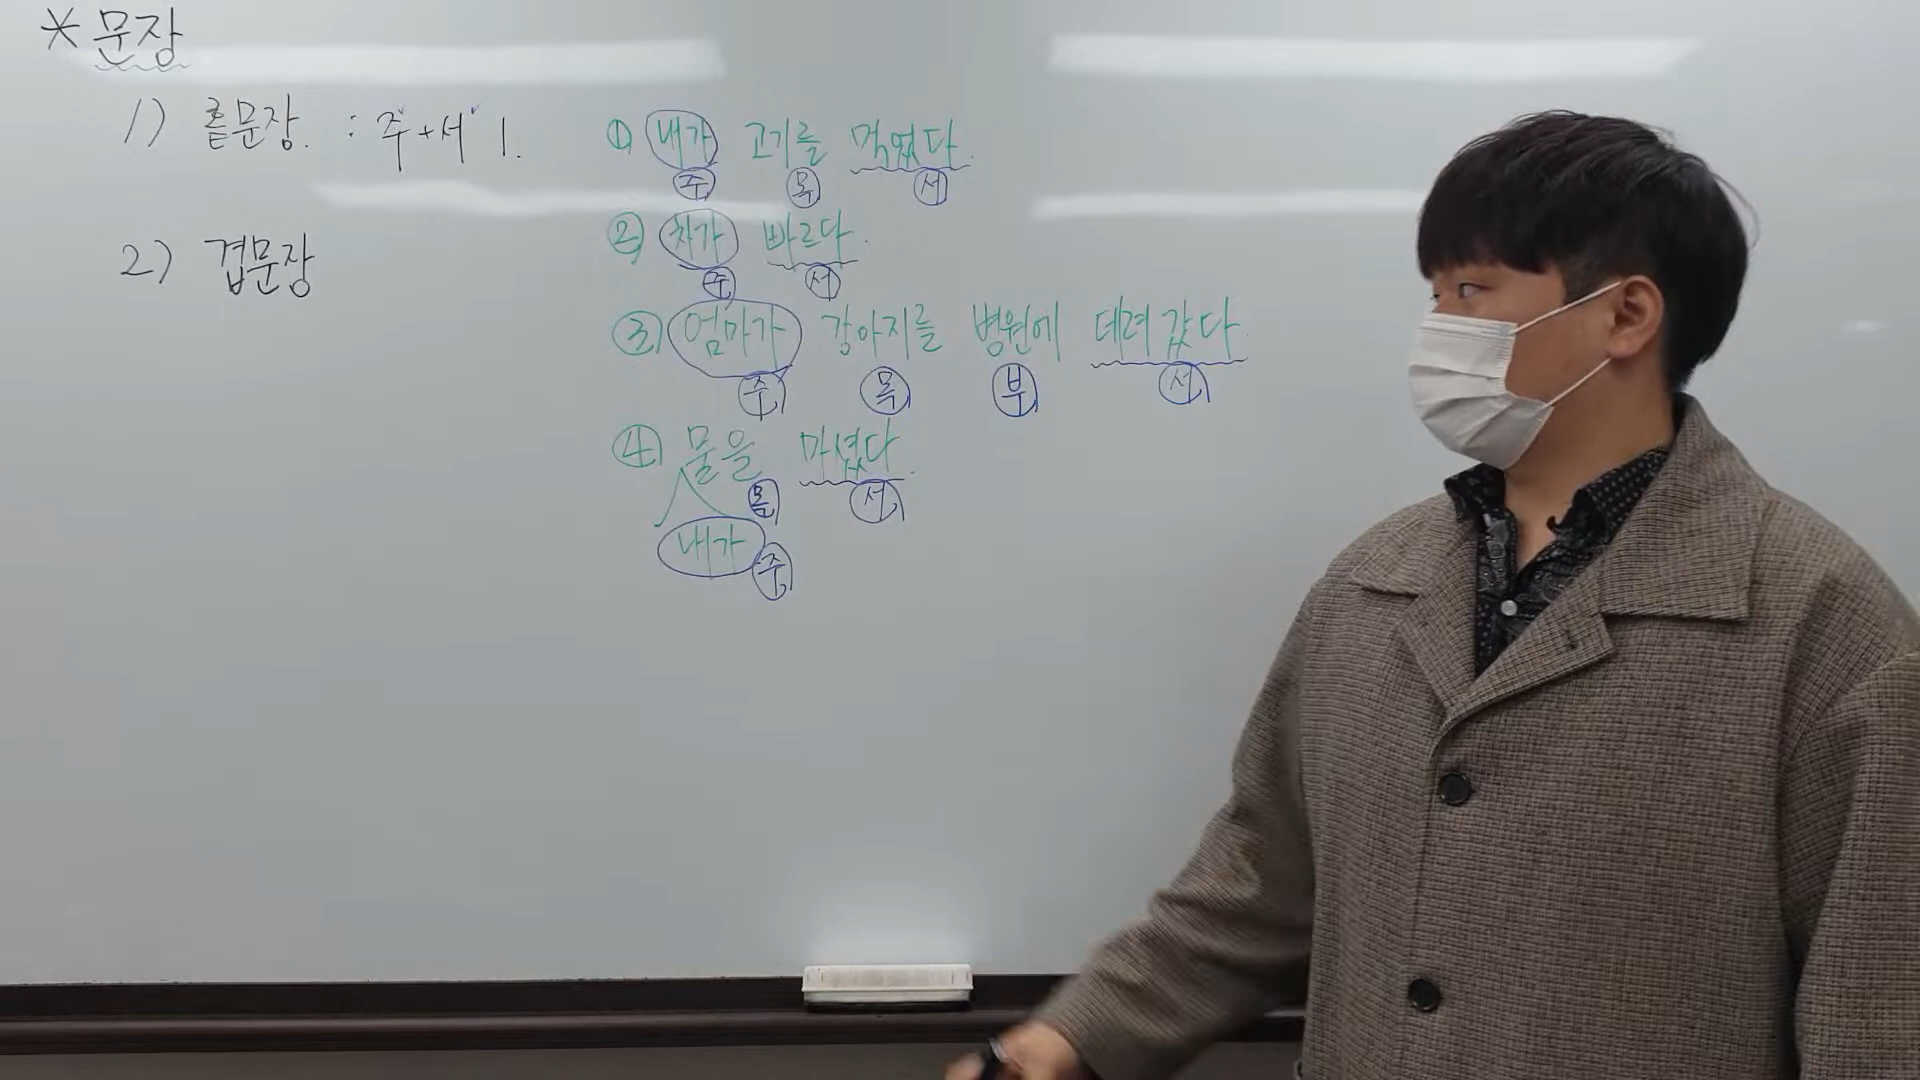 * 문장
1) 홑문장. : 주+서 1.
2) 겹문장
① 내가 고기를 먹었다.
주 목 서
② 차가 빠르다.
주 서
③ 엄마가 강아지를 병원에 데려갔다.
주 목 부 서
④ 물을 마셨다.
목 서
내가 주